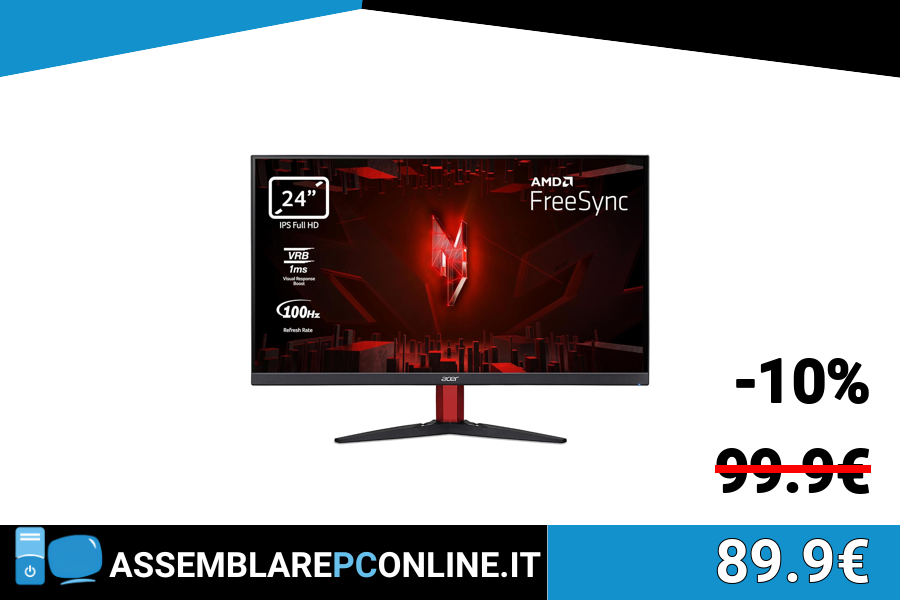 24”
IPS Full HD
VRB
1ms
Visual Response
Boost
100Hz
Refresh Rate
AMD
FreeSync
acer
-10%
99.9€
ASSEMBLAREPCONLINE.IT
89.9€